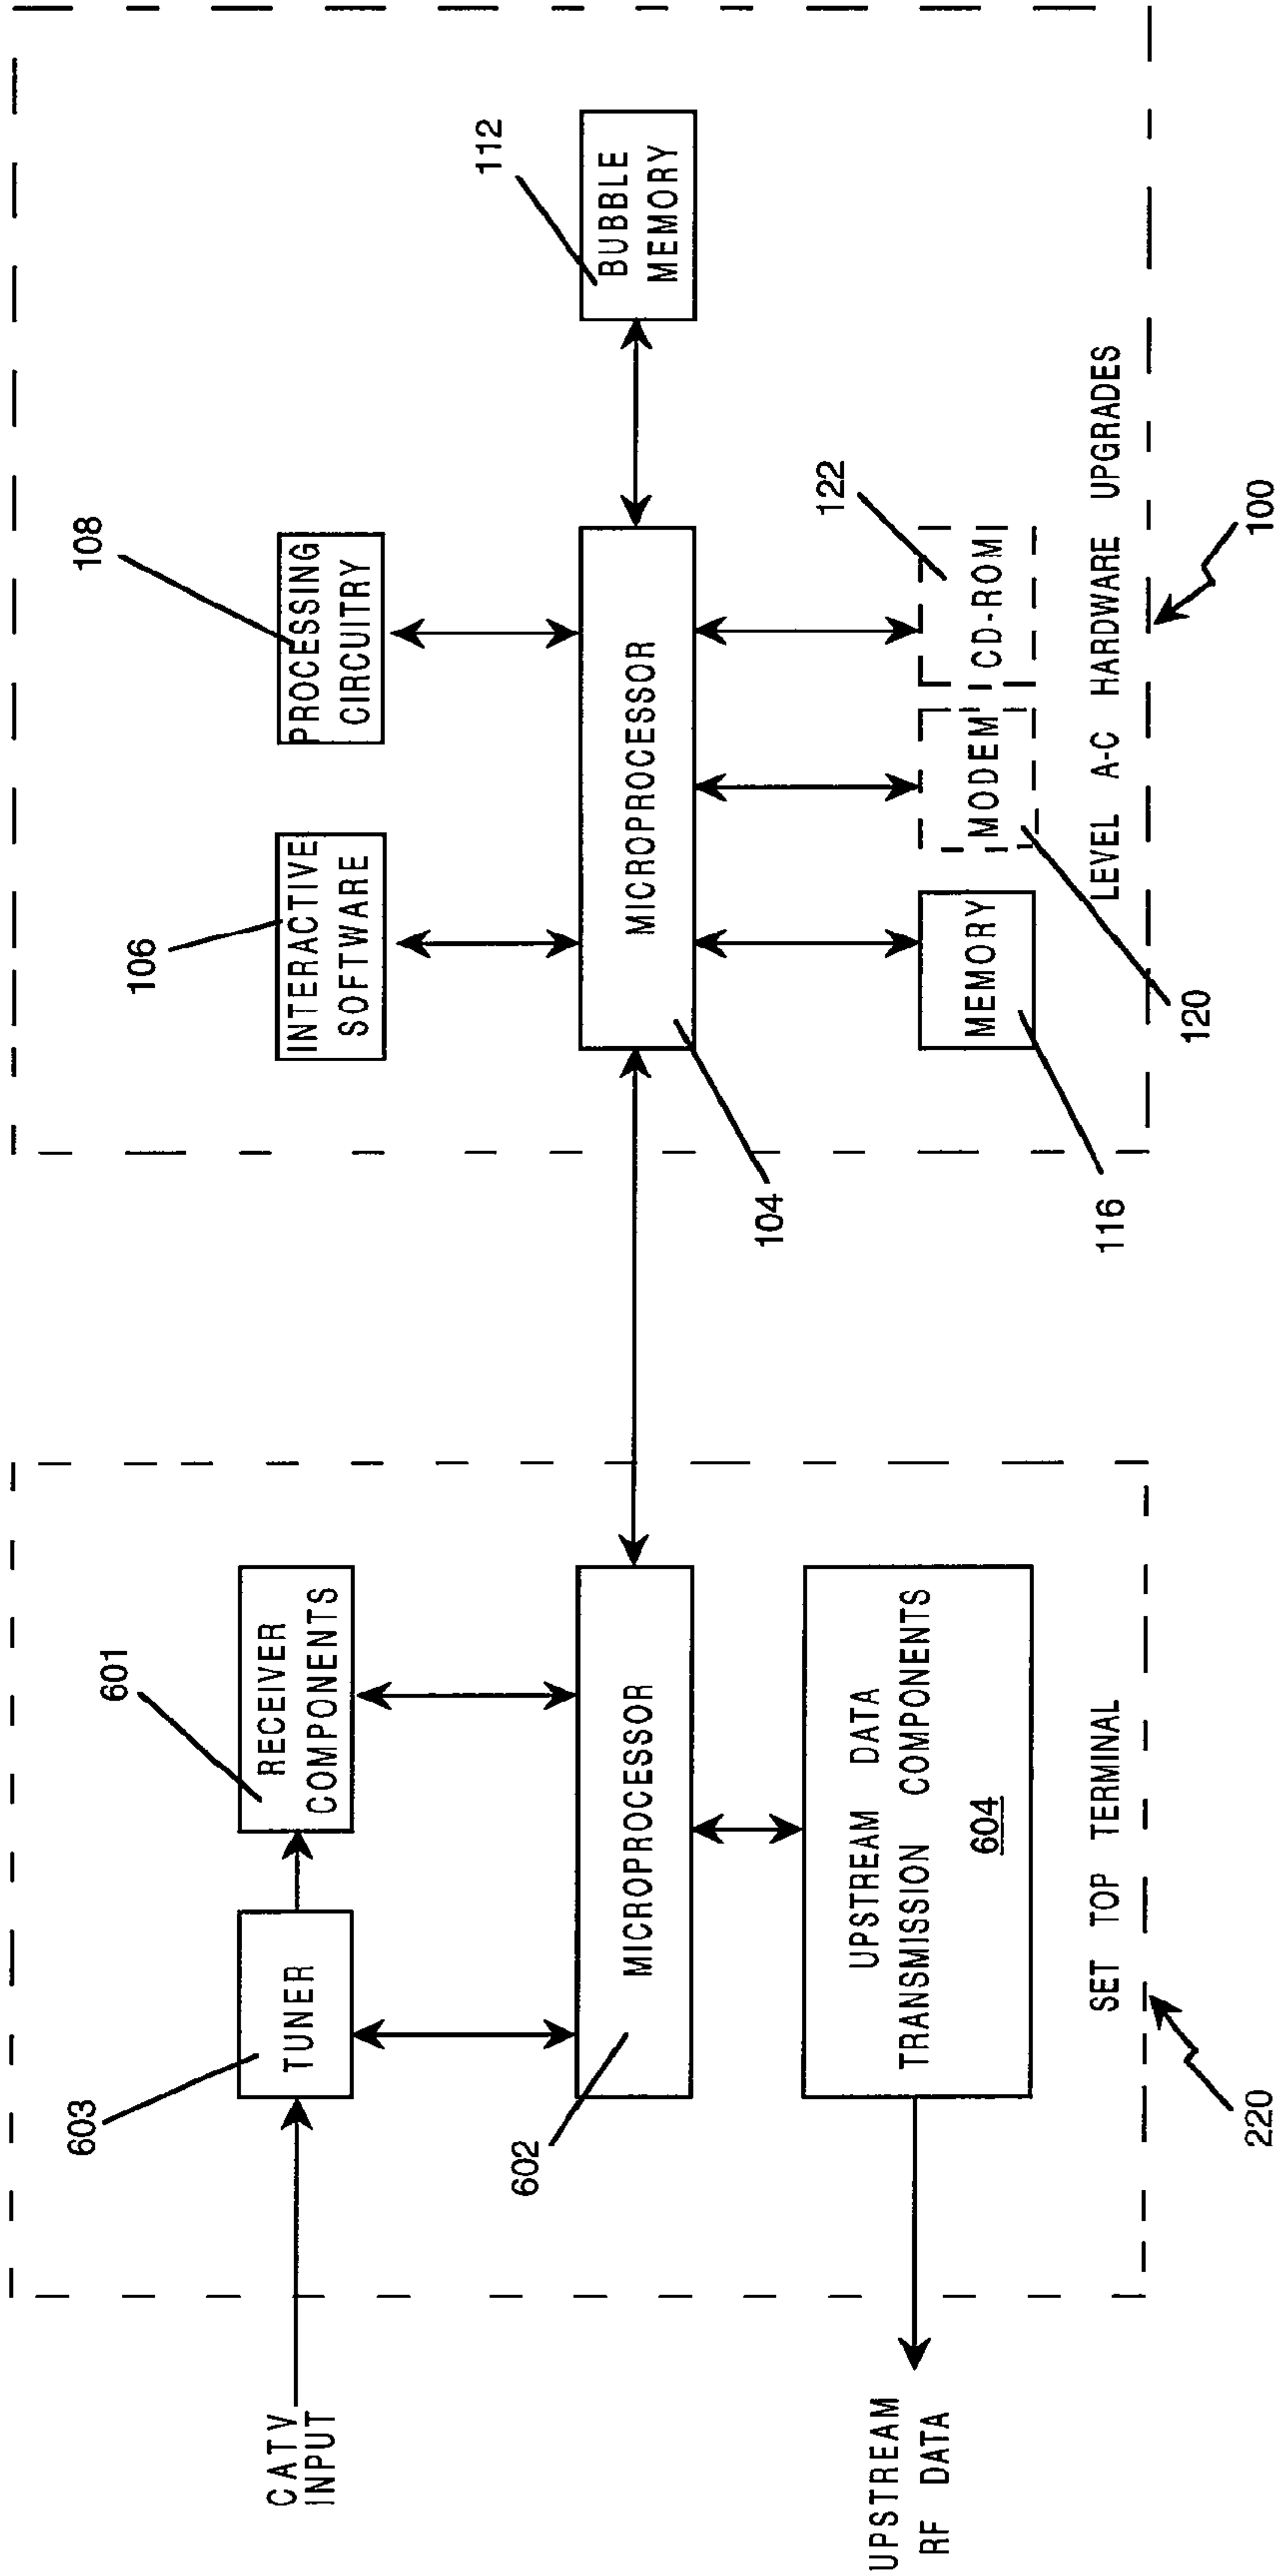 CATV
INPUT
UPSTREAM
RF DATA
603
TUNER
601
RECEIVER
COMPONENTS
602
MICROPROCESSOR
UPSTREAM DATA
TRANSMISSION COMPONENTS
604
SET TOP TERMINAL
220
106
INTERACTIVE
SOFTWARE
108
PROCESSING
CIRCUITRY
104
MICROPROCESSOR
112
BUBBLE
MEMORY
116
MEMORY
120
MODEM
122
CD-ROM
LEVEL A-C HARDWARE UPGRADES
100